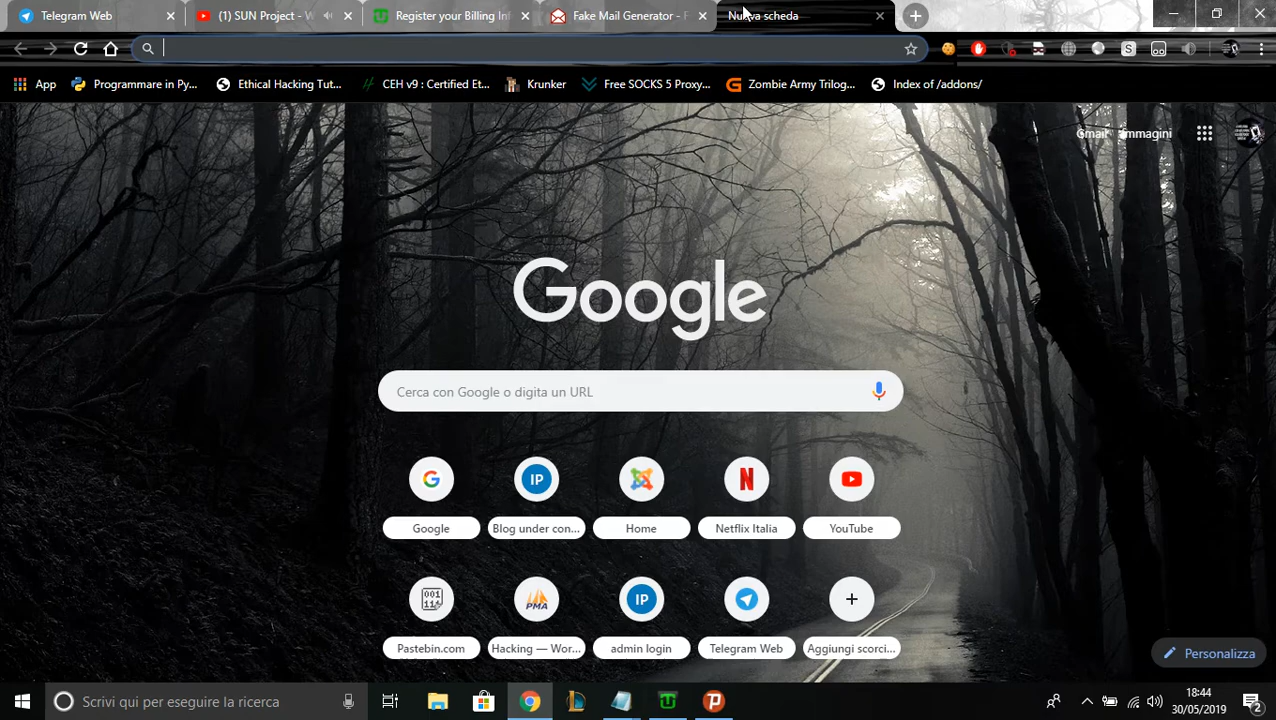 Telegram Web
(1) SUN Project - V
Register your Billing In
Fake Mail Generator - F
Nuova scheda
App
Programmare in Py...
Ethical Hacking Tut...
CEH v9 : Certified Et...
Krunker
Free SOCKS 5 Proxy...
Zombie Army Trilog...
Index of /addons/
Gmail Immagini
Google
Cerca con Google o digita un URL
Google
Blog under con...
Home
Netflix Italia
YouTube
Pastebin.com
Hacking — Wor...
admin login
Telegram Web
Aggiungi scorci...
Personalizza
Scrivi qui per eseguire la ricerca
18:44
30/05/2019